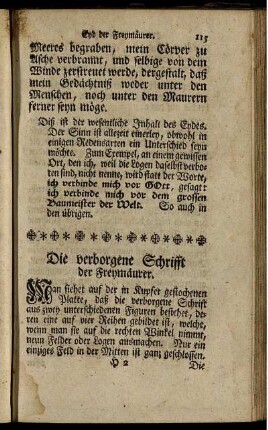 Eyd der Freymäurer. 115
Meeres begraben, mein Cörper zu
Asche verbrannt, und selbige von dem
Winde zerstreuet werde, dergestalt, daß
mein Gedächtniß weder unter den
Menschen, noch unter den Maurern
ferner seyn möge.
Diß ist der wesentliche Inhalt des Eydes.
Der Sinn ist allezeit einerley, obwohl in
einigen Redensarten ein Unterschied seyn
möchte. Zum Exempel, an einem gewissen
Ort, den ich, weil die Logen daselbst verbo-
ten sind, nicht nenne, wird statt der Worte,
ich verbinde mich vor GOtt, gesagt:
ich verbinde mich vor dem grossen
Baumeister der Welt. So auch in
den übrigen.
Die verborgene Schrifft
der Freymäurer.
Man siehet auf der in Kupfer gestochenen
Platte, daß die verborgene Schrift
aus zwey unterschiedenen Figuren bestehet, de-
ren eine auf vier Reihen gebildet ist, welche,
wenn man sie auf die rechten Winkel nimmt,
neun Felder oder Logen ausmachen. Nur ein
einziges Feld in der Mitten ist ganz geschlossen.
H 2 Die